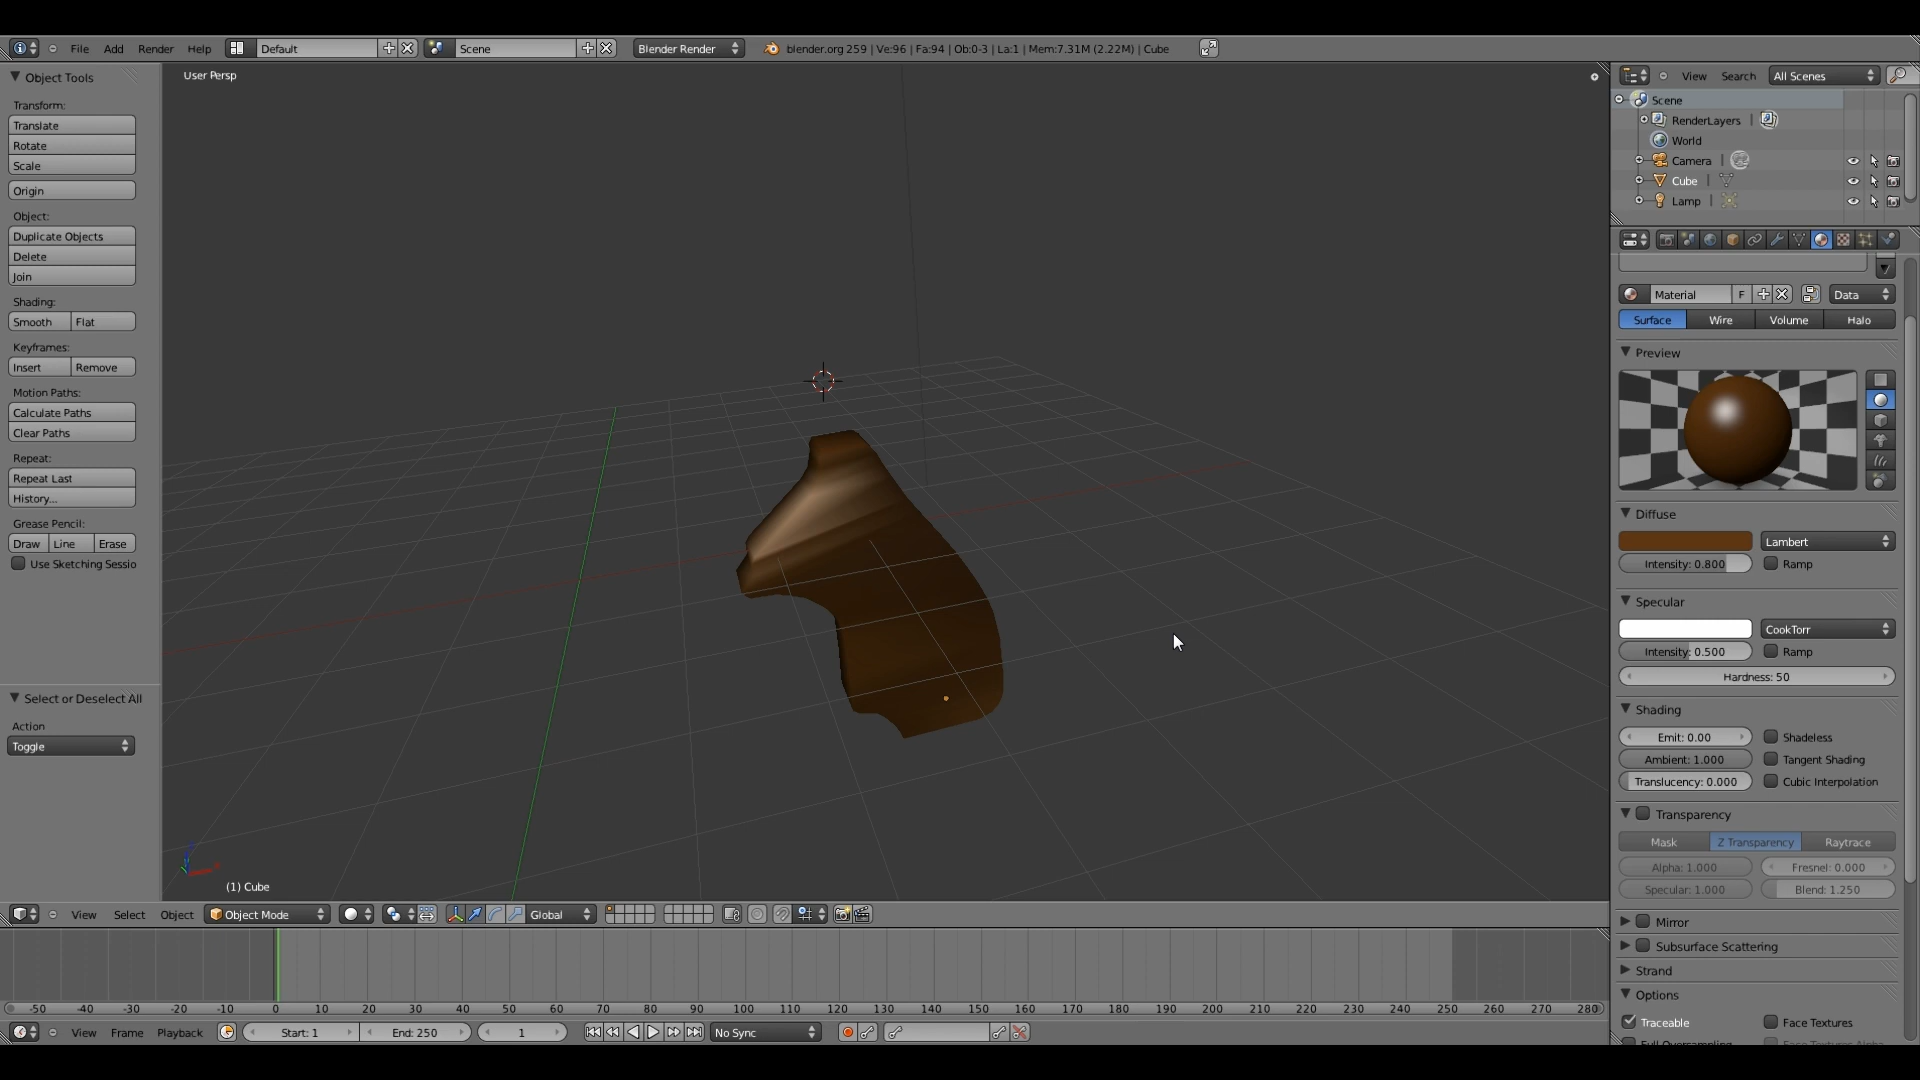 File Add Render Help Default Scene Blender Render blender.org 259 | Ve:96 | Fa:94 | Ob:0-3 | La:1 | Mem:7.31M (2.22M) | Cube
Object Tools
Transform:
Translate
Rotate
Scale
Origin
Object:
Duplicate Objects
Delete
Join
Shading:
Smooth Flat
Keyframes:
Insert Remove
Motion Paths:
Calculate Paths
Clear Paths
Repeat:
Repeat Last
History...
Grease Pencil:
Draw Line Erase
Use Sketching Sessio
Select or Deselect All
Action
Toggle
User Persp
(1) Cube
View Select Object Object Mode Global
-50 -40 -30 -20 -10 0 10 20 30 40 50 60 70 80 90 100 110 120 130 140 150 160 170 180 190 200 210 220 230 240 250 260 270 280
View Frame Playback Start: 1 End: 250 1 No Sync
View Search All Scenes
Scene
RenderLayers |
World
Camera |
Cube |
Lamp |
Material F Data
Surface Wire Volume Halo
Preview
Diffuse
Lambert
Intensity: 0.800 Ramp
Specular
CookTorr
Intensity: 0.500 Ramp
Hardness: 50
Shading
Emit: 0.00 Shadeless
Ambient: 1.000 Tangent Shading
Translucency: 0.000 Cubic Interpolation
Transparency
Mask Z Transparency Raytrace
Alpha: 1.000 Fresnel: 0.000
Specular: 1.000 Blend: 1.250
Mirror
Subsurface Scattering
Strand
Options
Traceable Face Textures